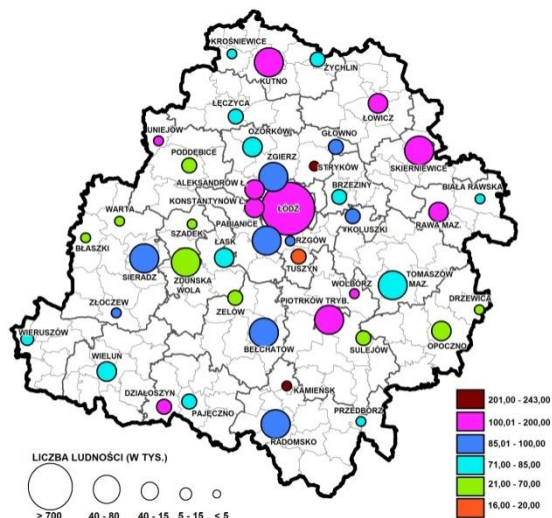 KROŚNIEWICE
KUTNO
ŻYCHLIN
ŁĘCZYCA
ŁOWICZ
UNIEJÓW
OZORKÓW
GŁOWNO
PODDĘBICE
ZGIERZ
STRYKÓW
SKIERNIEWICE
ALEKSANDRÓW Ł.
BRZEZINY
BIAŁA RAWSKA
KONSTANTYNÓW Ł.
ŁÓDŹ
WARTA
PABIANICE
KOLUSZKI
RAWA MAZ.
SZADEK
RZGÓW
BŁASZKI
ŁASK
TUSZYN
SIERADZ
ZDUŃSKA
WOLA
WOLBÓRZ
TOMASZÓW
MAZ.
ZŁOCZEW
ZELÓW
PIOTRKÓW TRYB.
DRZEWICA
WIERUSZÓW
BEŁCHATÓW
SULEJÓW
OPOCZNO
WIELUŃ
DZIAŁOSZYN
KAMIEŃSK
PAJĘCZNO
PRZEDBÓRZ
RADOMSKO
201,00 - 243,00
100,01 - 200,00
85,01 - 100,00
71,00 - 85,00
21,00 - 70,00
16,00 - 20,00
LICZBA LUDNOŚCI (W TYS.)
> 700 40 - 80 40 - 15 5 - 15 < 5